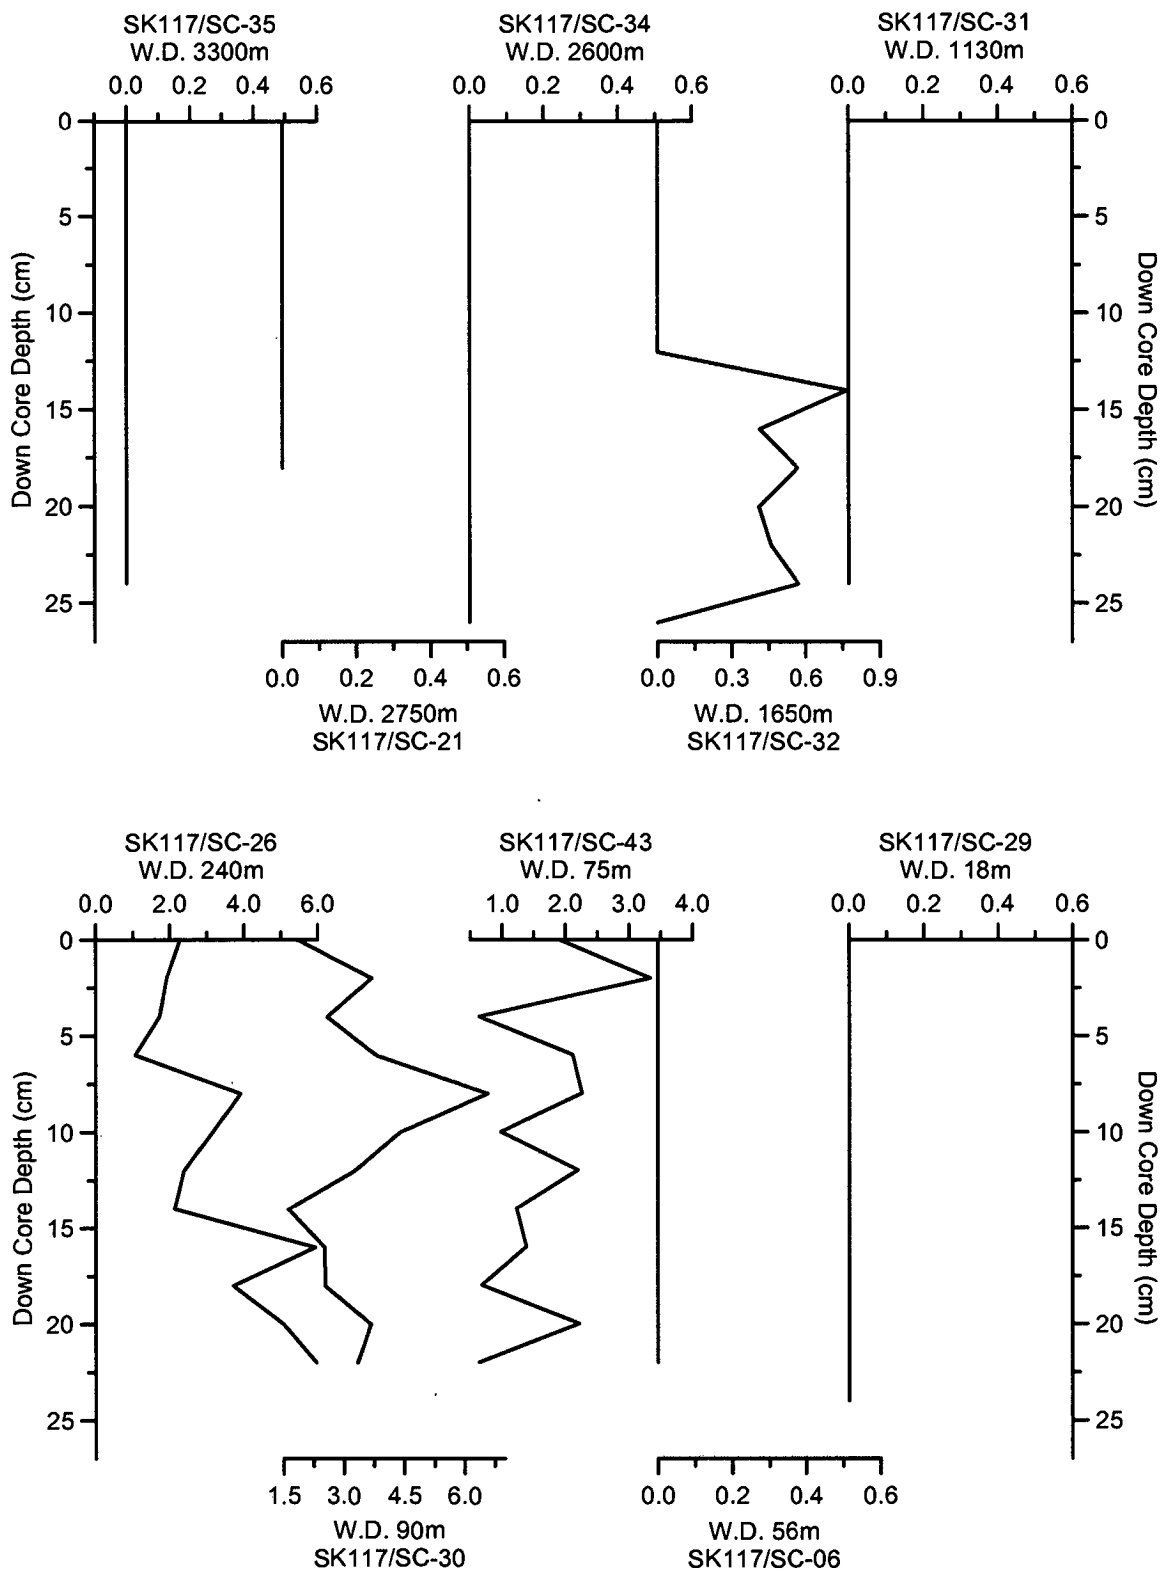 SK117/SC-35 SK117/SC-34 SK117/SC-31
W.D. 3300m W.D. 2600m W.D. 1130m
0.0 0.2 0.4 0.6 0.0 0.2 0.4 0.6 0.0 0.2 0.4 0.6
0 0
5 5
10 10
15 15
20 20
25 25
Down Core Depth (cm)
Down Core Depth (cm)
0.0 0.2 0.4 0.6 0.0 0.3 0.6 0.9
W.D. 2750m W.D. 1650m
SK117/SC-21 SK117/SC-32
SK117/SC-26 SK117/SC-43 SK117/SC-29
W.D. 240m W.D. 75m W.D. 18m
0.0 2.0 4.0 6.0 1.0 2.0 3.0 4.0 0.0 0.2 0.4 0.6
0 0
5 5
10 10
15 15
20 20
25 25
Down Core Depth (cm)
Down Core Depth (cm)
1.5 3.0 4.5 6.0 0.0 0.2 0.4 0.6
W.D. 90m W.D. 56m
SK117/SC-30 SK117/SC-06